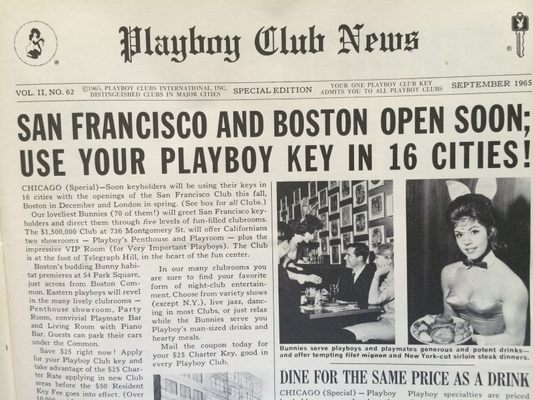 Playboy Club News
VOL. II, NO. 62
©1965, PLAYBOY CLUBS INTERNATIONAL, INC.
DISTINGUISHED CLUBS IN MAJOR CITIES
SPECIAL EDITION
YOUR ONE PLAYBOY CLUB KEY
ADMITS YOU TO ALL PLAYBOY CLUBS
SEPTEMBER 1965
SAN FRANCISCO AND BOSTON OPEN SOON;
USE YOUR PLAYBOY KEY IN 16 CITIES!
CHICAGO (Special)—Soon keyholders will be using their keys in
16 cities with the openings of the San Francisco Club this fall,
Boston in December and London in spring. (See box for all Clubs.)
Our loveliest Bunnies (70 of them!) will greet San Francisco key-
holders and direct them through five levels of fun-filled clubrooms.
The $1,500,000 Club at 736 Montgomery St. will offer Californians
two showrooms — Playboy's Penthouse and Playroom — plus the
impressive VIP Room (for Very Important Playboys). The Club
is at the foot of Telegraph Hill, in the heart of the fun center.
Boston's budding Bunny habi-
tat premieres at 54 Park Square,
just across from Boston Com-
mon. Eastern playboys will revel
in the many lively clubrooms —
Penthouse showroom, Party
Room, convivial Playmate Bar
and Living Room with Piano
Bar. Guests can park their cars
under the Common.
Save $25 right now! Apply
for your Playboy Club key and
take advantage of the $25 Char-
ter Rate applying in new Club
areas before the $50 Resident
Key Fee goes into effect. (Over
In our many clubrooms you
are sure to find your favorite
form of night-club entertain-
ment. Choose from variety shows
(except N.Y.), live jazz, danc-
ing in most Clubs, or just relax
while the Bunnies serve you
Playboy's man-sized drinks and
hearty meals.
Mail the coupon today for
your $25 Charter Key, good in
every Playboy Club.
Bunnies serve playboys and playmates generous and potent drinks—
and offer tempting filet mignon and New York-cut sirloin steak dinners.
DINE FOR THE SAME PRICE AS A DRINK
CHICAGO (Special) — Playboy
Playboy specialties are priced